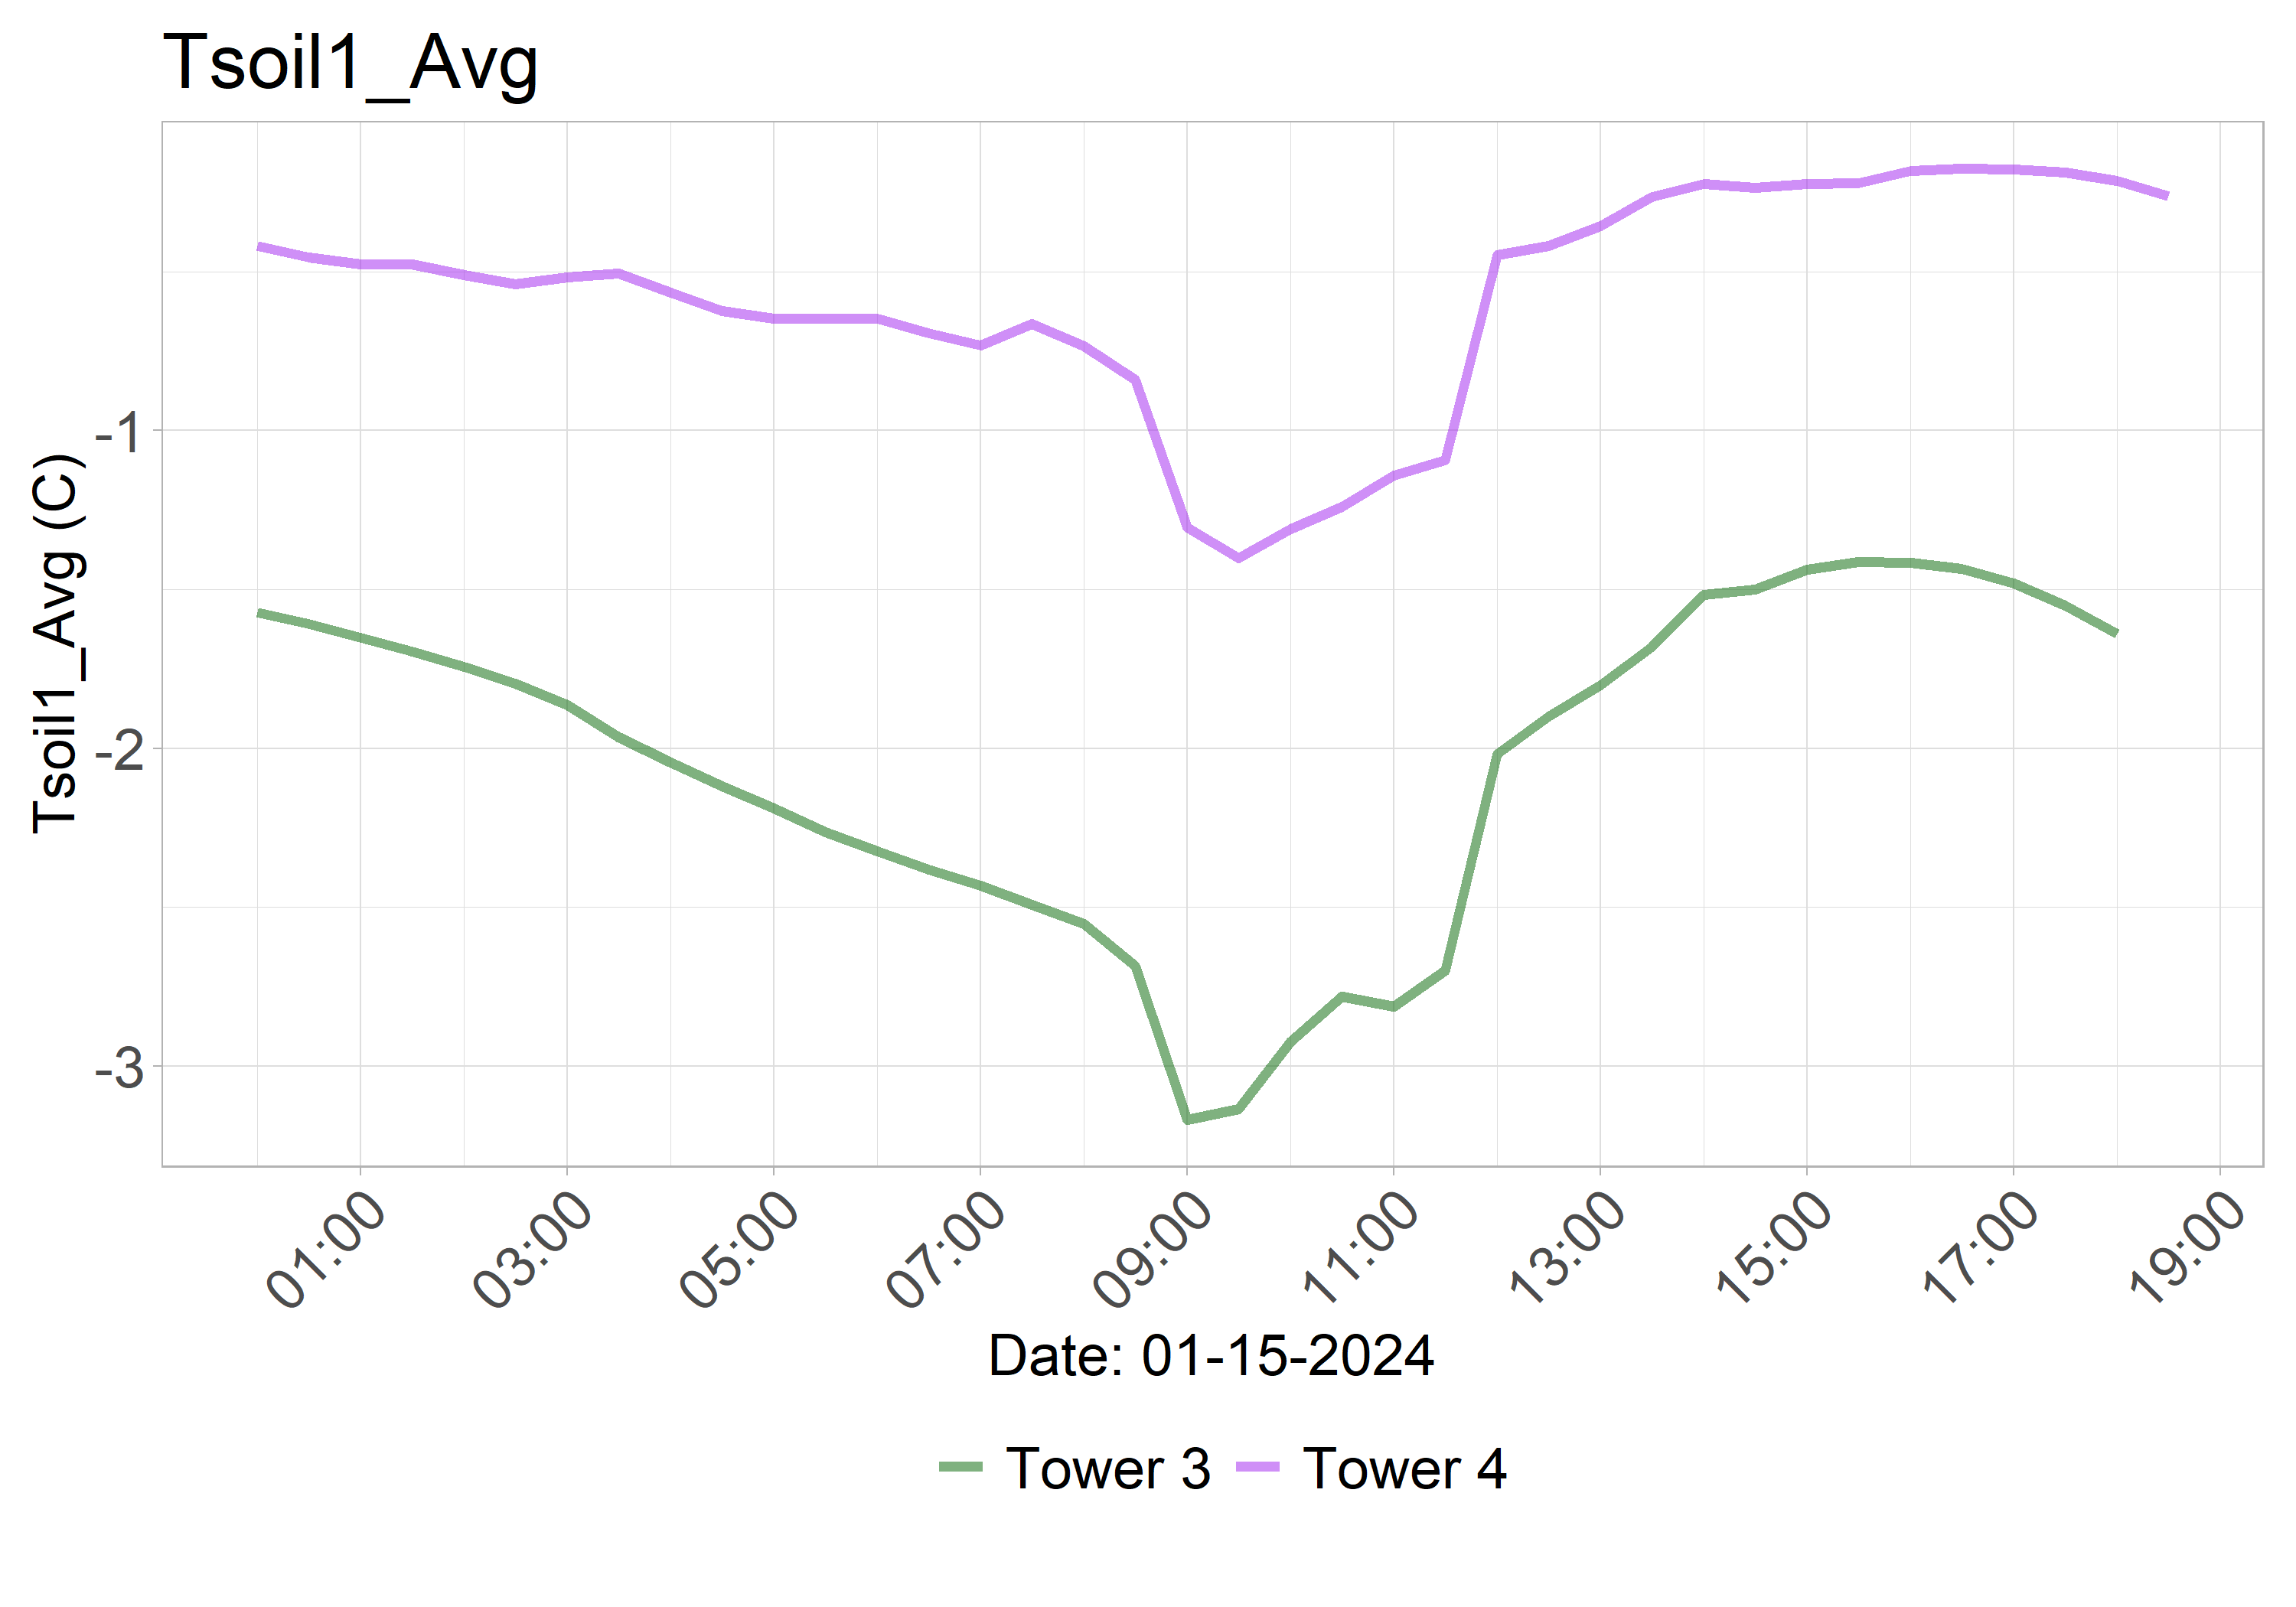 Tsoil1_Avg
Tsoil1_Avg (C)
-1
-2
-3
01:00 03:00 05:00 07:00 09:00 11:00 13:00 15:00 17:00 19:00
Date: 01-15-2024
Tower 3 Tower 4